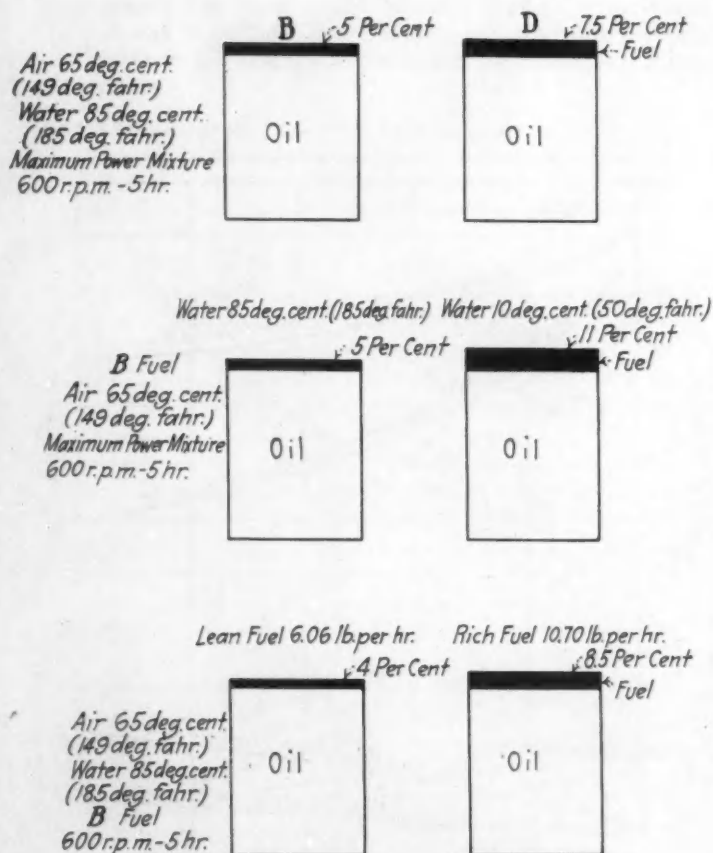 B 5 Per Cent D 7.5 Per Cent
Fuel
Air 65 deg. cent.
(149 deg. fahr.)
Water 85 deg. cent.
(185 deg. fahr.)
Maximum Power Mixture
600 r.p.m. - 5 hr.
Oil Oil
Water 85 deg. cent. (185 deg. fahr.) Water 10 deg. cent. (50 deg. fahr.)
5 Per Cent 11 Per Cent
Fuel
B Fuel
Air 65 deg. cent.
(149 deg. fahr.)
Maximum Power Mixture
600 r.p.m. - 5 hr.
Oil Oil
Lean Fuel 6.06 lb. per hr. Rich Fuel 10.70 lb. per hr.
4 Per Cent 8.5 Per Cent
Fuel
Air 65 deg. cent.
(149 deg. fahr.)
Water 85 deg. cent.
(185 deg. fahr.)
B Fuel
600 r.p.m. - 5 hr.
Oil Oil